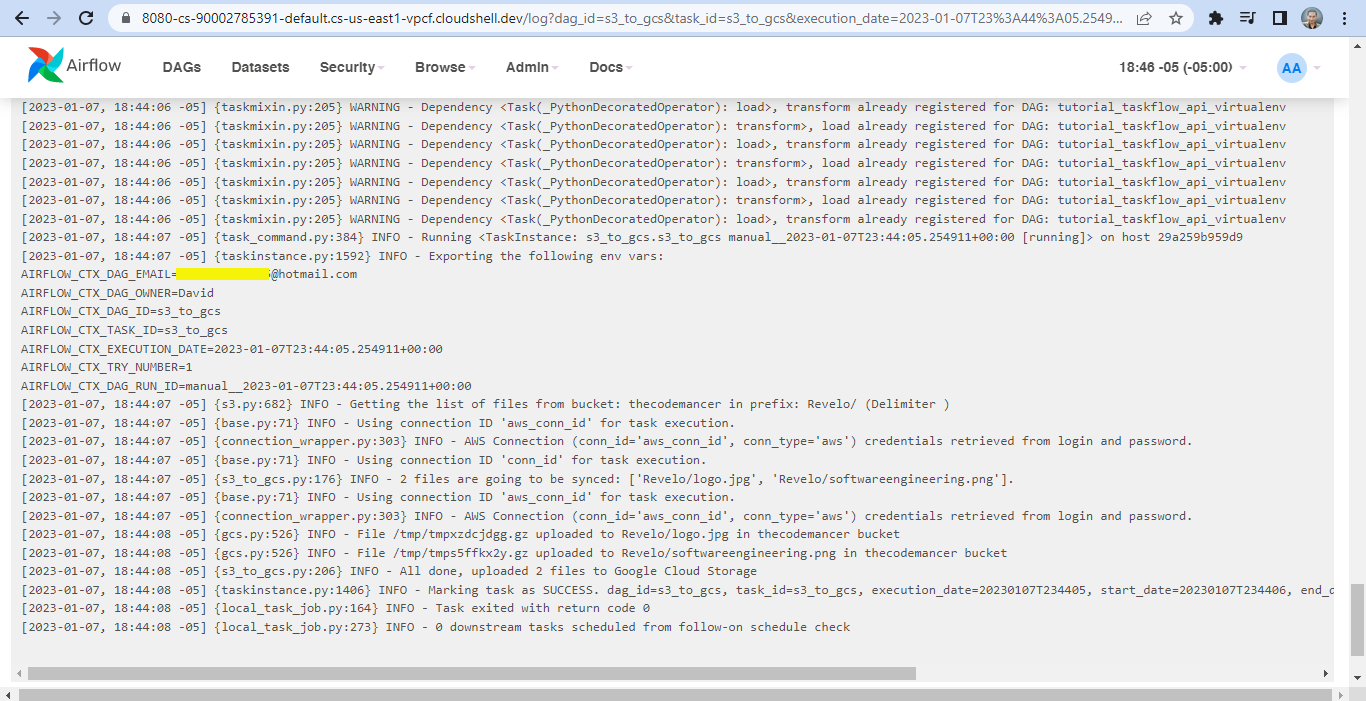 8080-cs-90002785391-default.cs-us-east1-vpcf.cloudshell.dev/log?dag_id=s3_to_gcs&task_id=s3_to_gcs&execution_date=2023-01-07T23%3A44%3A05.2549...
Airflow DAGs Datasets Security Browse Admin Docs 18:46 -05 (-05:00) AA
[2023-01-07, 18:44:06 -05] {taskmixin.py:205} WARNING - Dependency <Task(_PythonDecoratedOperator): load>, transform already registered for DAG: tutorial_taskflow_api_virtualenv
[2023-01-07, 18:44:06 -05] {taskmixin.py:205} WARNING - Dependency <Task(_PythonDecoratedOperator): transform>, load already registered for DAG: tutorial_taskflow_api_virtualenv
[2023-01-07, 18:44:06 -05] {taskmixin.py:205} WARNING - Dependency <Task(_PythonDecoratedOperator): load>, transform already registered for DAG: tutorial_taskflow_api_virtualenv
[2023-01-07, 18:44:06 -05] {taskmixin.py:205} WARNING - Dependency <Task(_PythonDecoratedOperator): transform>, load already registered for DAG: tutorial_taskflow_api_virtualenv
[2023-01-07, 18:44:06 -05] {taskmixin.py:205} WARNING - Dependency <Task(_PythonDecoratedOperator): load>, transform already registered for DAG: tutorial_taskflow_api_virtualenv
[2023-01-07, 18:44:06 -05] {taskmixin.py:205} WARNING - Dependency <Task(_PythonDecoratedOperator): transform>, load already registered for DAG: tutorial_taskflow_api_virtualenv
[2023-01-07, 18:44:06 -05] {taskmixin.py:205} WARNING - Dependency <Task(_PythonDecoratedOperator): load>, transform already registered for DAG: tutorial_taskflow_api_virtualenv
[2023-01-07, 18:44:07 -05] {task_command.py:384} INFO - Running <TaskInstance: s3_to_gcs.s3_to_gcs manual__2023-01-07T23:44:05.254911+00:00 [running]> on host 29a259b959d9
[2023-01-07, 18:44:07 -05] {taskinstance.py:1592} INFO - Exporting the following env vars:
AIRFLOW_CTX_DAG_EMAIL= @hotmail.com
AIRFLOW_CTX_DAG_OWNER=David
AIRFLOW_CTX_DAG_ID=s3_to_gcs
AIRFLOW_CTX_TASK_ID=s3_to_gcs
AIRFLOW_CTX_EXECUTION_DATE=2023-01-07T23:44:05.254911+00:00
AIRFLOW_CTX_TRY_NUMBER=1
AIRFLOW_CTX_DAG_RUN_ID=manual__2023-01-07T23:44:05.254911+00:00
[2023-01-07, 18:44:07 -05] {s3.py:682} INFO - Getting the list of files from bucket: thecodemancer in prefix: Revelo/ (Delimiter )
[2023-01-07, 18:44:07 -05] {base.py:71} INFO - Using connection ID 'aws_conn_id' for task execution.
[2023-01-07, 18:44:07 -05] {connection_wrapper.py:303} INFO - AWS Connection (conn_id='aws_conn_id', conn_type='aws') credentials retrieved from login and password.
[2023-01-07, 18:44:07 -05] {base.py:71} INFO - Using connection ID 'conn_id' for task execution.
[2023-01-07, 18:44:07 -05] {s3_to_gcs.py:176} INFO - 2 files are going to be synced: ['Revelo/logo.jpg', 'Revelo/softwareengineering.png'].
[2023-01-07, 18:44:07 -05] {base.py:71} INFO - Using connection ID 'aws_conn_id' for task execution.
[2023-01-07, 18:44:07 -05] {connection_wrapper.py:303} INFO - AWS Connection (conn_id='aws_conn_id', conn_type='aws') credentials retrieved from login and password.
[2023-01-07, 18:44:08 -05] {gcs.py:526} INFO - File /tmp/tmpxzdcjdgg.gz uploaded to Revelo/logo.jpg in thecodemancer bucket
[2023-01-07, 18:44:08 -05] {gcs.py:526} INFO - File /tmp/tmps5ffkx2y.gz uploaded to Revelo/softwareengineering.png in thecodemancer bucket
[2023-01-07, 18:44:08 -05] {s3_to_gcs.py:206} INFO - All done, uploaded 2 files to Google Cloud Storage
[2023-01-07, 18:44:08 -05] {taskinstance.py:1406} INFO - Marking task as SUCCESS. dag_id=s3_to_gcs, task_id=s3_to_gcs, execution_date=20230107T234405, start_date=20230107T234406, end_d
[2023-01-07, 18:44:08 -05] {local_task_job.py:164} INFO - Task exited with return code 0
[2023-01-07, 18:44:08 -05] {local_task_job.py:273} INFO - 0 downstream tasks scheduled from follow-on schedule check